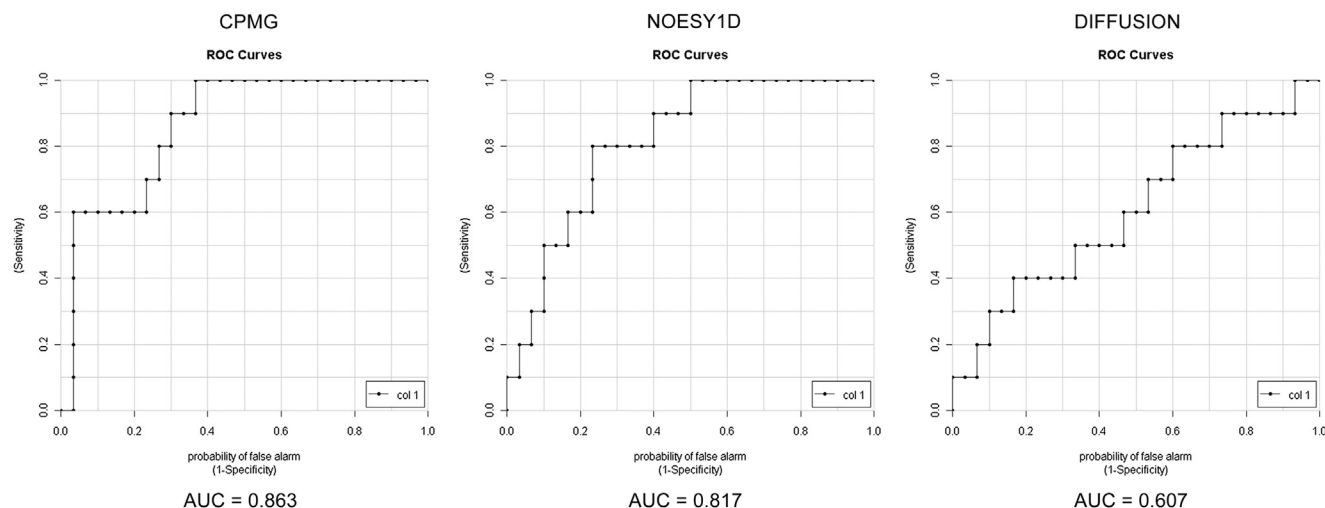 CPMG
ROC Curves
1.0
0.8
0.6
0.4
0.2
0.0
(Sensitivity)
col 1
0.0 0.2 0.4 0.6 0.8 1.0
probability of false alarm
(1-Specificity)
AUC = 0.863
NOESY1D
ROC Curves
1.0
0.8
0.6
0.4
0.2
0.0
(Sensitivity)
col 1
0.0 0.2 0.4 0.6 0.8 1.0
probability of false alarm
(1-Specificity)
AUC = 0.817
DIFFUSION
ROC Curves
1.0
0.8
0.6
0.4
0.2
0.0
(Sensitivity)
col 1
0.0 0.2 0.4 0.6 0.8 1.0
probability of false alarm
(1-Specificity)
AUC = 0.607